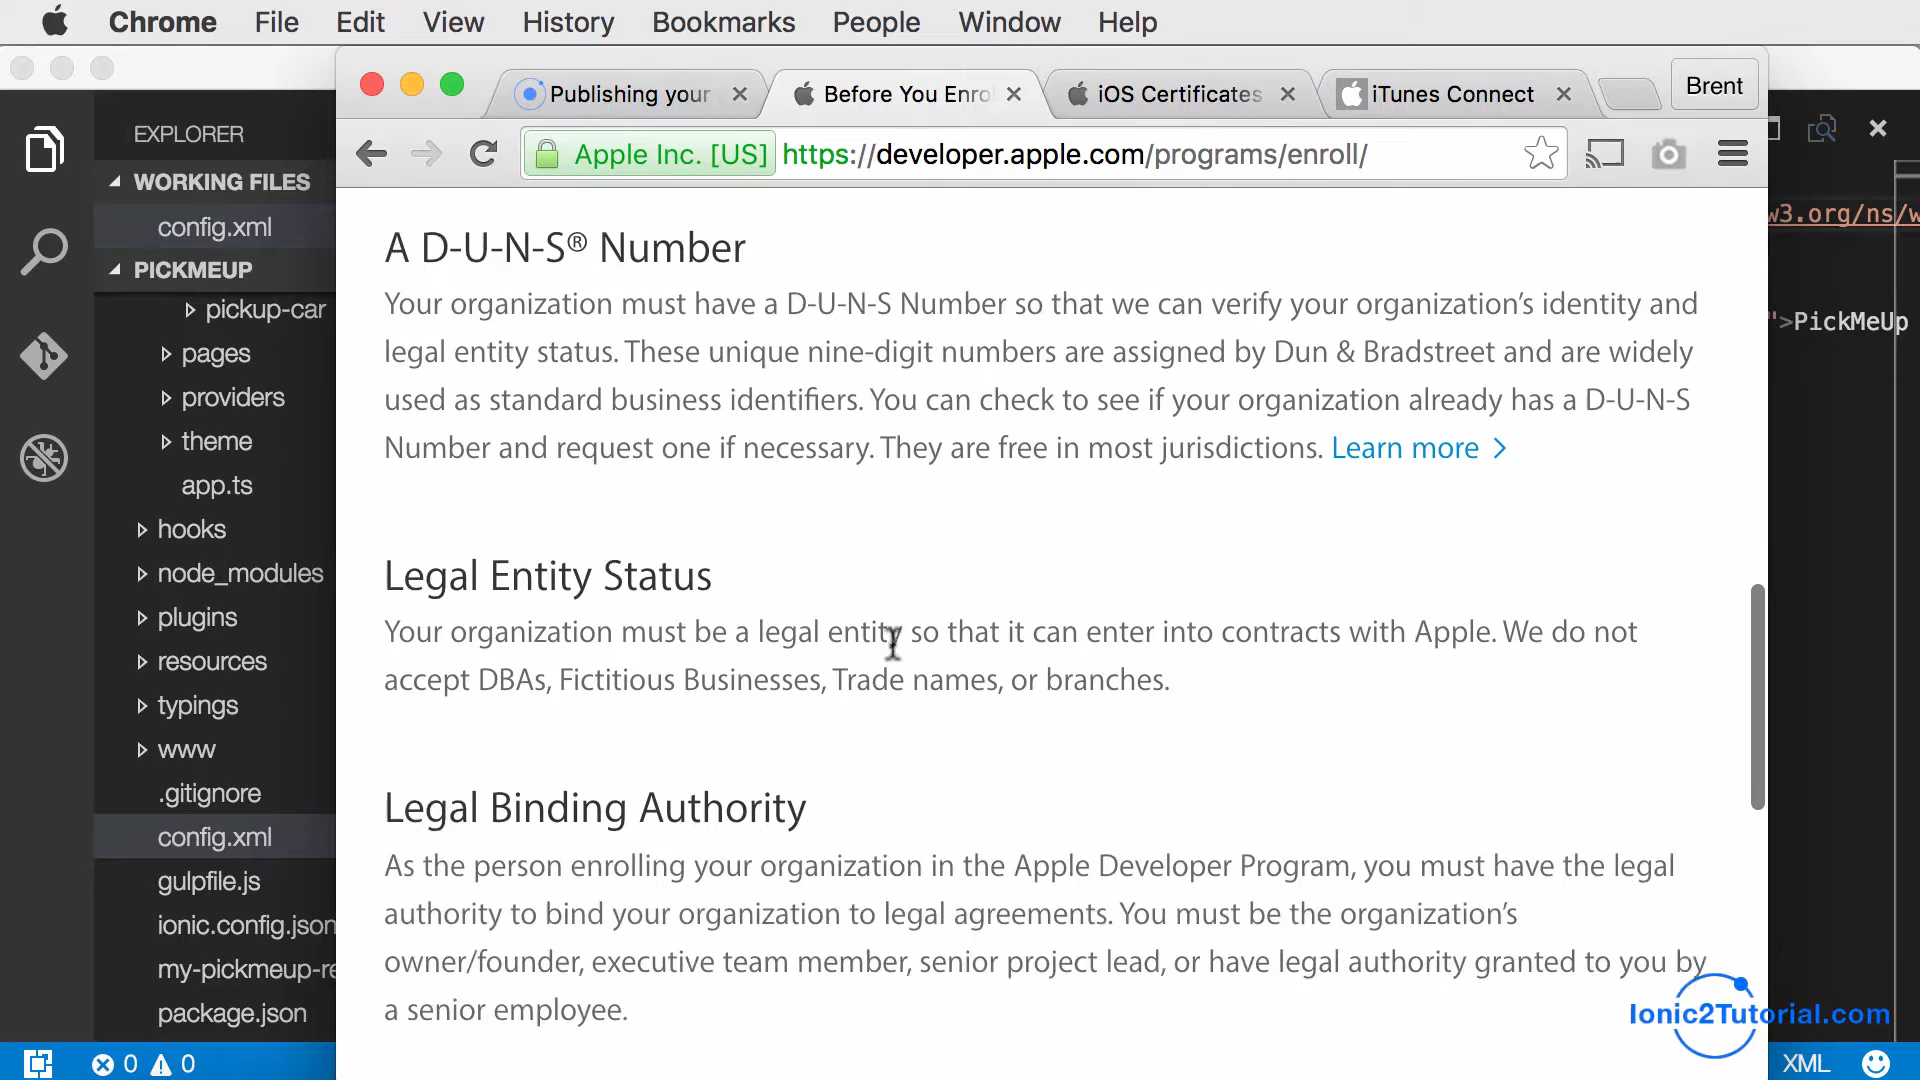 Chrome File Edit View History Bookmarks People Window Help
Publishing your
Before You Enro
iOS Certificates
iTunes Connect
Brent
Apple Inc. [US] https://developer.apple.com/programs/enroll/
EXPLORER
WORKING FILES
config.xml
PICKMEUP
pickup-car
pages
providers
theme
app.ts
hooks
node_modules
plugins
resources
typings
www
.gitignore
config.xml
gulpfile.js
ionic.config.json
my-pickmeup-re
package.json
0 0
A D-U-N-S® Number
Your organization must have a D-U-N-S Number so that we can verify your organization's identity and
legal entity status. These unique nine-digit numbers are assigned by Dun & Bradstreet and are widely
used as standard business identifiers. You can check to see if your organization already has a D-U-N-S
Number and request one if necessary. They are free in most jurisdictions. Learn more >
Legal Entity Status
Your organization must be a legal entity so that it can enter into contracts with Apple. We do not
accept DBAs, Fictitious Businesses, Trade names, or branches.
Legal Binding Authority
As the person enrolling your organization in the Apple Developer Program, you must have the legal
authority to bind your organization to legal agreements. You must be the organization's
owner/founder, executive team member, senior project lead, or have legal authority granted to you by
a senior employee.
w3.org/ns/w
">PickMeUp
Ionic2Tutorial.com
XML